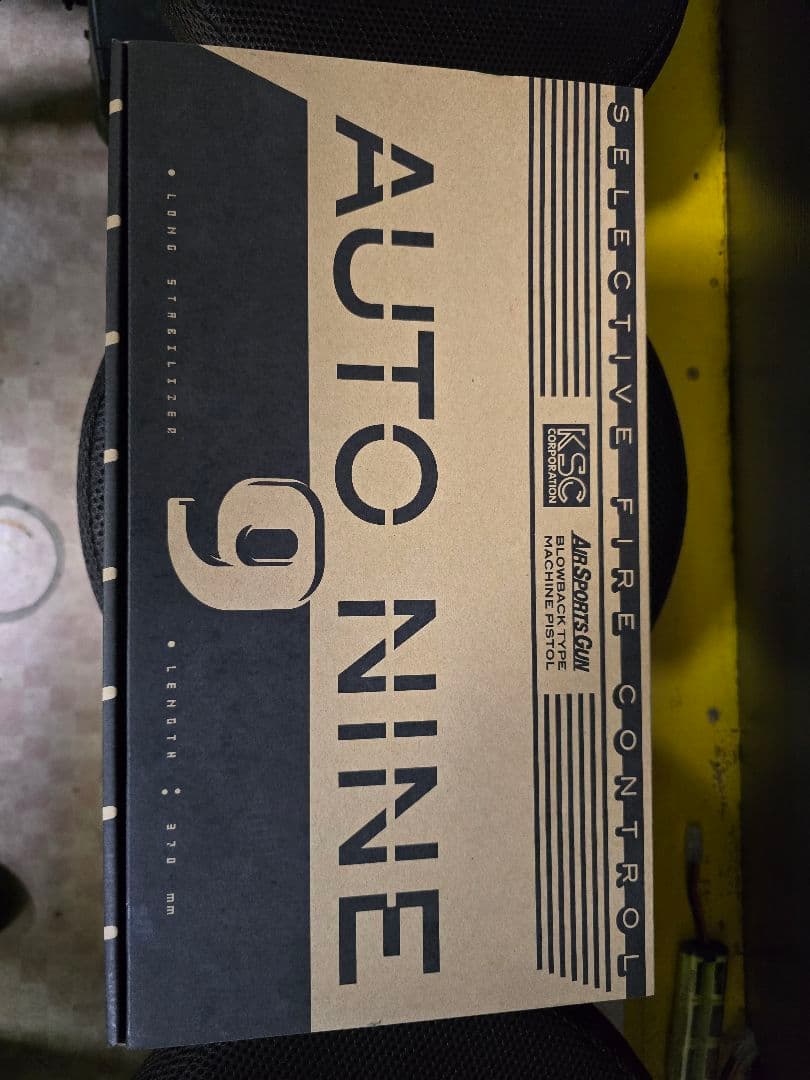 SELECTIVE FIRE CONTROL
KSC
CORPORATION
AIR SPORTS GUN
BLOWBACK TYPE
MACHINE PISTOL
AUTO NINE
9
• LONG STABILIZER
• LENGTH : 370 mm